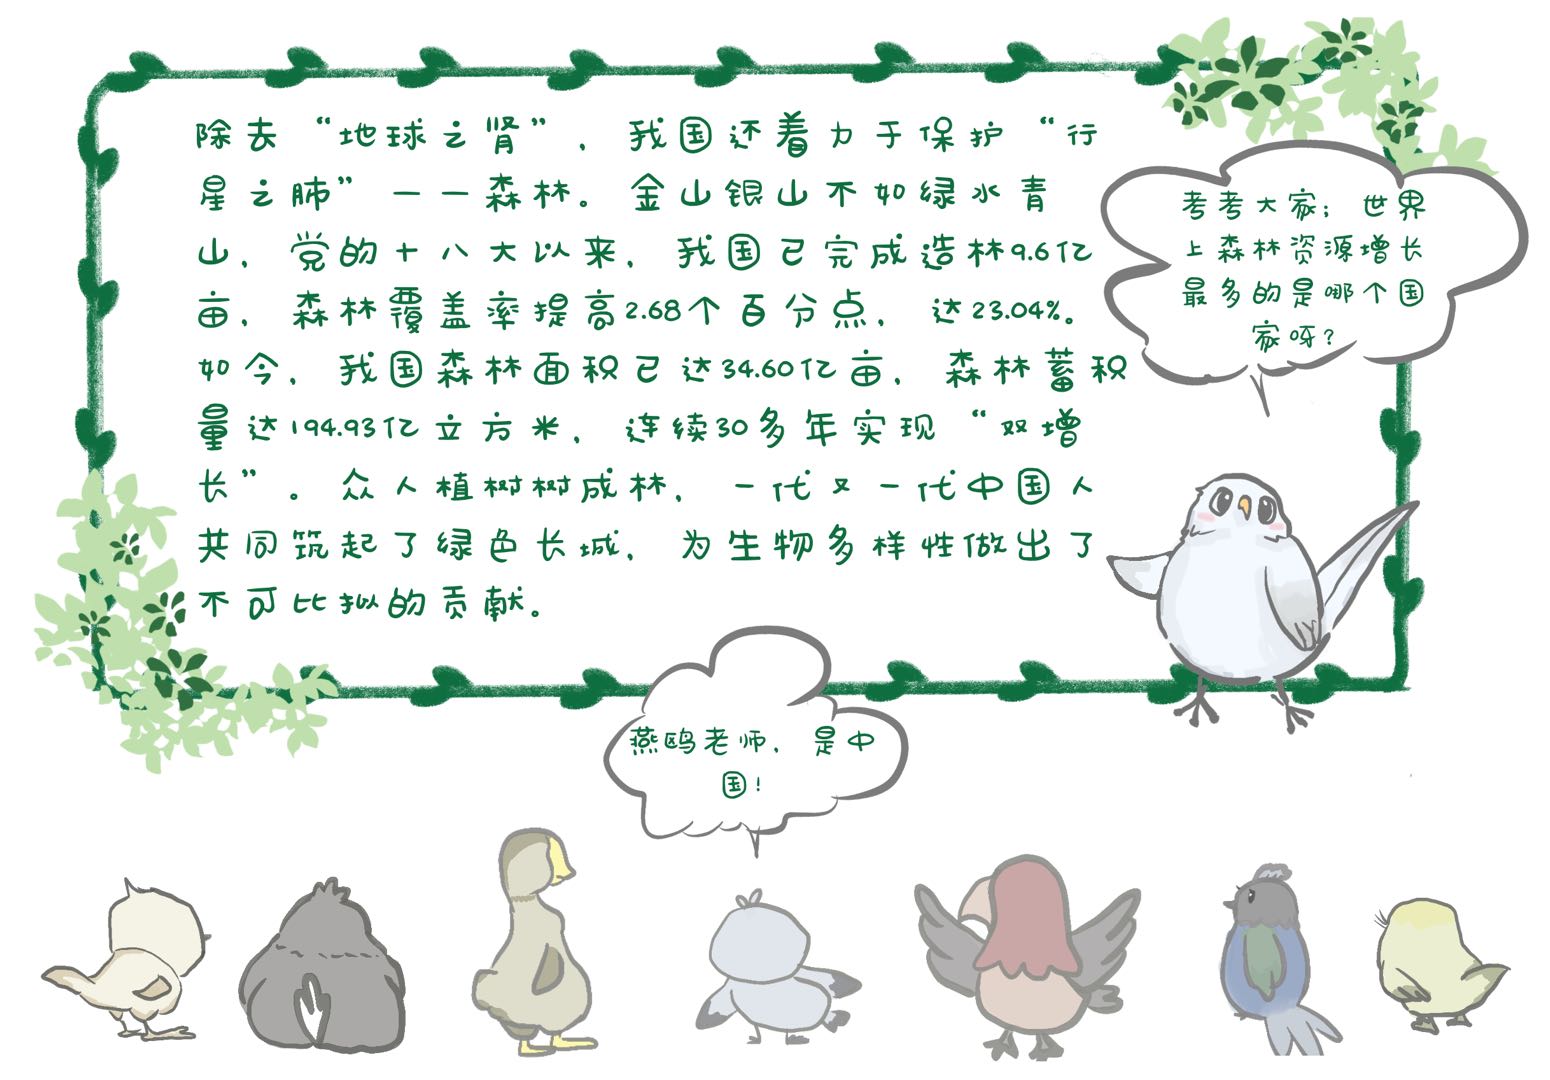 除去“地球之肾”，我国还着力于保护“行
星之肺”一一森林。金山银山不如绿水青
山，党的十八大以来，我国已完成造林9.6亿
亩，森林覆盖率提高2.68个百分点，达23.04%。
如今，我国森林面积已达34.60亿亩，森林蓄积
量达194.93亿立方米，连续30多年实现“双增
长”。众人植树树成林，一代又一代中国人
共同筑起了绿色长城，为生物多样性做出了
不可比拟的贡献。
考考大家；世界
上森林资源增长
最多的是哪个国
家呀？
燕鸥老师，是中
国！